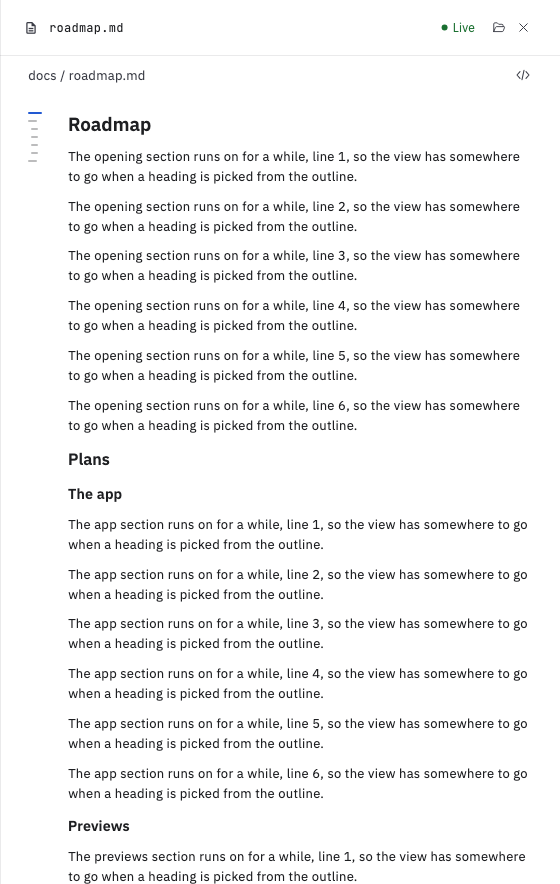 roadmap.md
Live
docs / roadmap.md
Roadmap
The opening section runs on for a while, line 1, so the view has somewhere
to go when a heading is picked from the outline.
The opening section runs on for a while, line 2, so the view has somewhere
to go when a heading is picked from the outline.
The opening section runs on for a while, line 3, so the view has somewhere
to go when a heading is picked from the outline.
The opening section runs on for a while, line 4, so the view has somewhere
to go when a heading is picked from the outline.
The opening section runs on for a while, line 5, so the view has somewhere
to go when a heading is picked from the outline.
The opening section runs on for a while, line 6, so the view has somewhere
to go when a heading is picked from the outline.
Plans
The app
The app section runs on for a while, line 1, so the view has somewhere to go
when a heading is picked from the outline.
The app section runs on for a while, line 2, so the view has somewhere to go
when a heading is picked from the outline.
The app section runs on for a while, line 3, so the view has somewhere to go
when a heading is picked from the outline.
The app section runs on for a while, line 4, so the view has somewhere to go
when a heading is picked from the outline.
The app section runs on for a while, line 5, so the view has somewhere to go
when a heading is picked from the outline.
The app section runs on for a while, line 6, so the view has somewhere to go
when a heading is picked from the outline.
Previews
The previews section runs on for a while, line 1, so the view has somewhere
to go when a heading is picked from the outline.